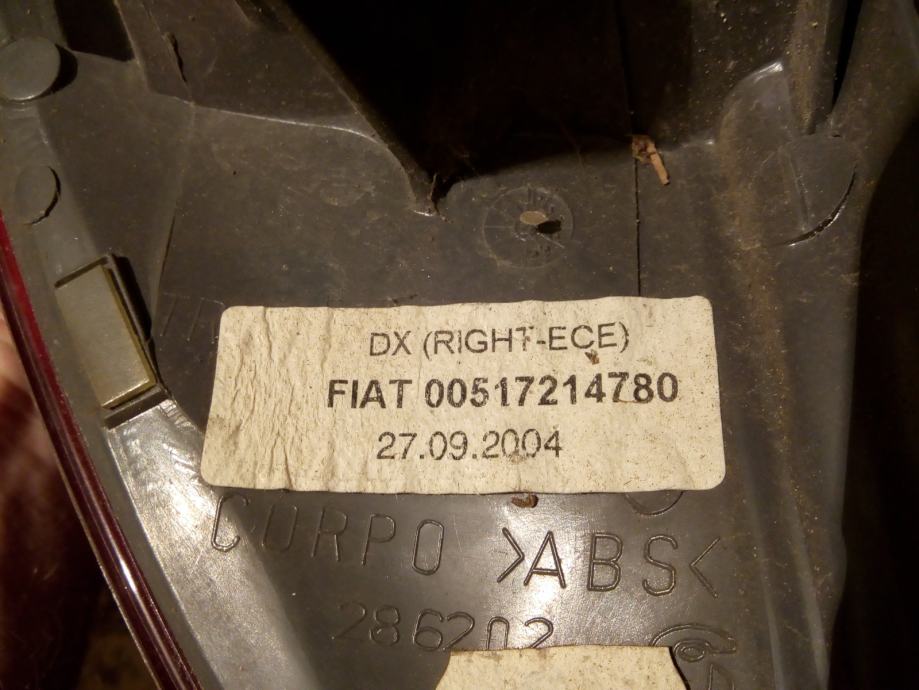 DX (RIGHT-ECE)
FIAT 00517214780
27.09.2004
CORPO >ABS<
286202